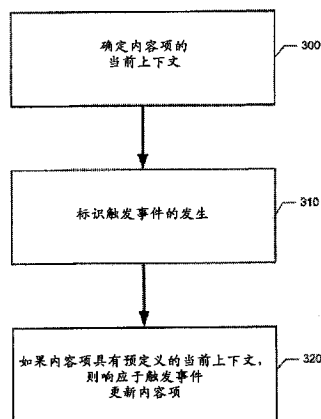 确定内容项的
当前上下文
300
标识触发事件的发生
310
如果内容项具有预定义的当前上下文，
则响应于触发事件
更新内容项
320